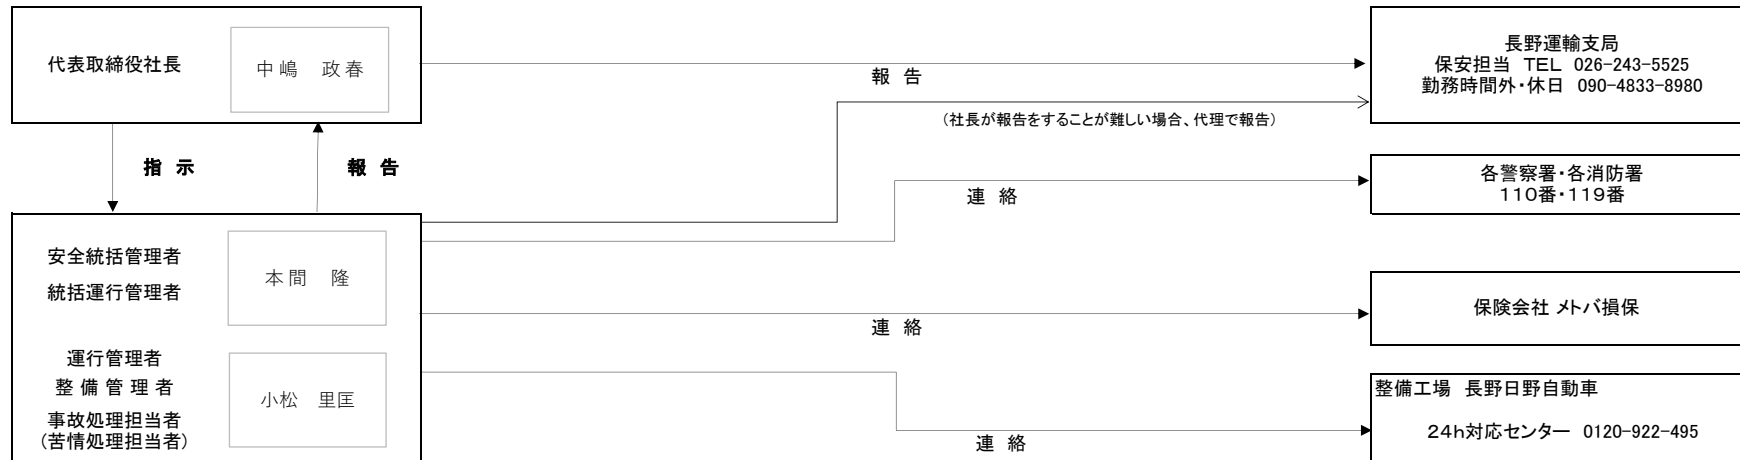 代表取締役社長
中嶋 政春
報 告
長野運輸支局
保安担当 TEL 026-243-5525
勤務時間外・休日 090-4833-8980
（社長が報告をすることが難しい場合、代理で報告）
指 示
報 告
連 絡
各警察署・各消防署
110番・119番
安全統括管理者
統括運行管理者
本間 隆
連 絡
保険会社 メトバ損保
運行管理者
整備管理者
事故処理担当者
（苦情処理担当者）
小松 里匡
連 絡
整備工場 長野日野自動車
24h対応センター 0120-922-495